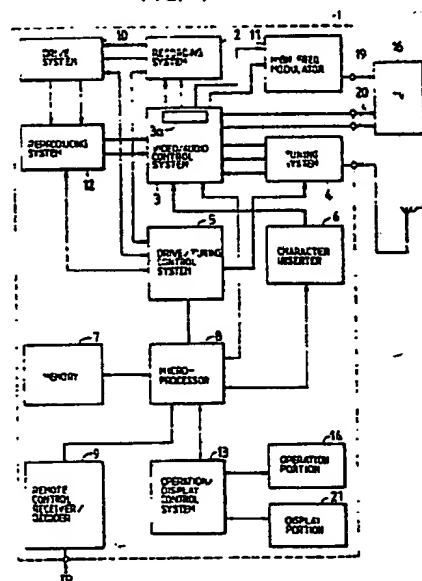 1
10
2
11
19
16
DRIVE SYSTEM
RECORDING SYSTEM
HIGH FREQ MODULATOR
3a
20
REPRODUCING SYSTEM
VIDEO/AUDIO CONTROL SYSTEM
TUNING SYSTEM
12
3
4
5
6
DRIVE/TUNING CONTROL SYSTEM
CHARACTER INSERTER
7
8
MEMORY
MICRO-PROCESSOR
9
13
14
REMOTE CONTROL RECEIVER/DECODER
OPERATION/DISPLAY CONTROL SYSTEM
OPERATION PORTION
21
DISPLAY PORTION